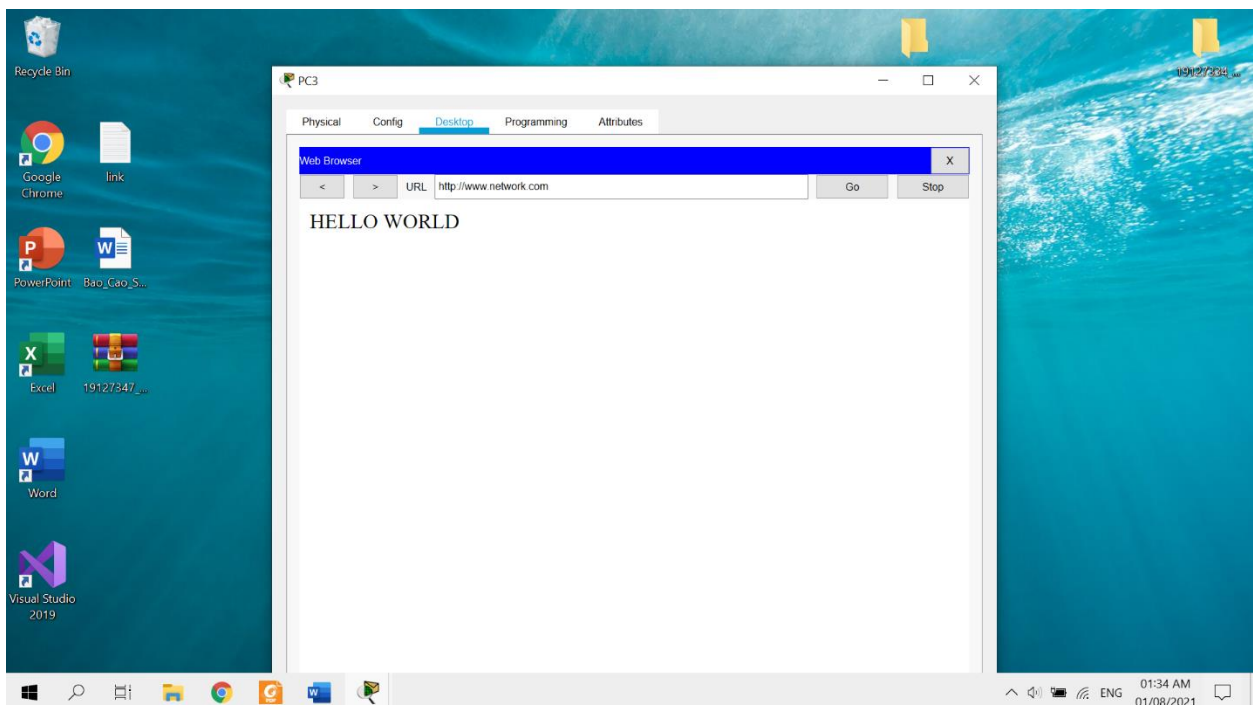 Recycle Bin
19127334_...
PC3
Physical Config Desktop Programming Attributes
Web Browser X
< > URL http://www.network.com Go Stop
HELLO WORLD
Google
Chrome
link
PowerPoint
Bao_Cao_S...
Excel
19127347_...
Word
Visual Studio
2019
ENG
01:34 AM
01/08/2021